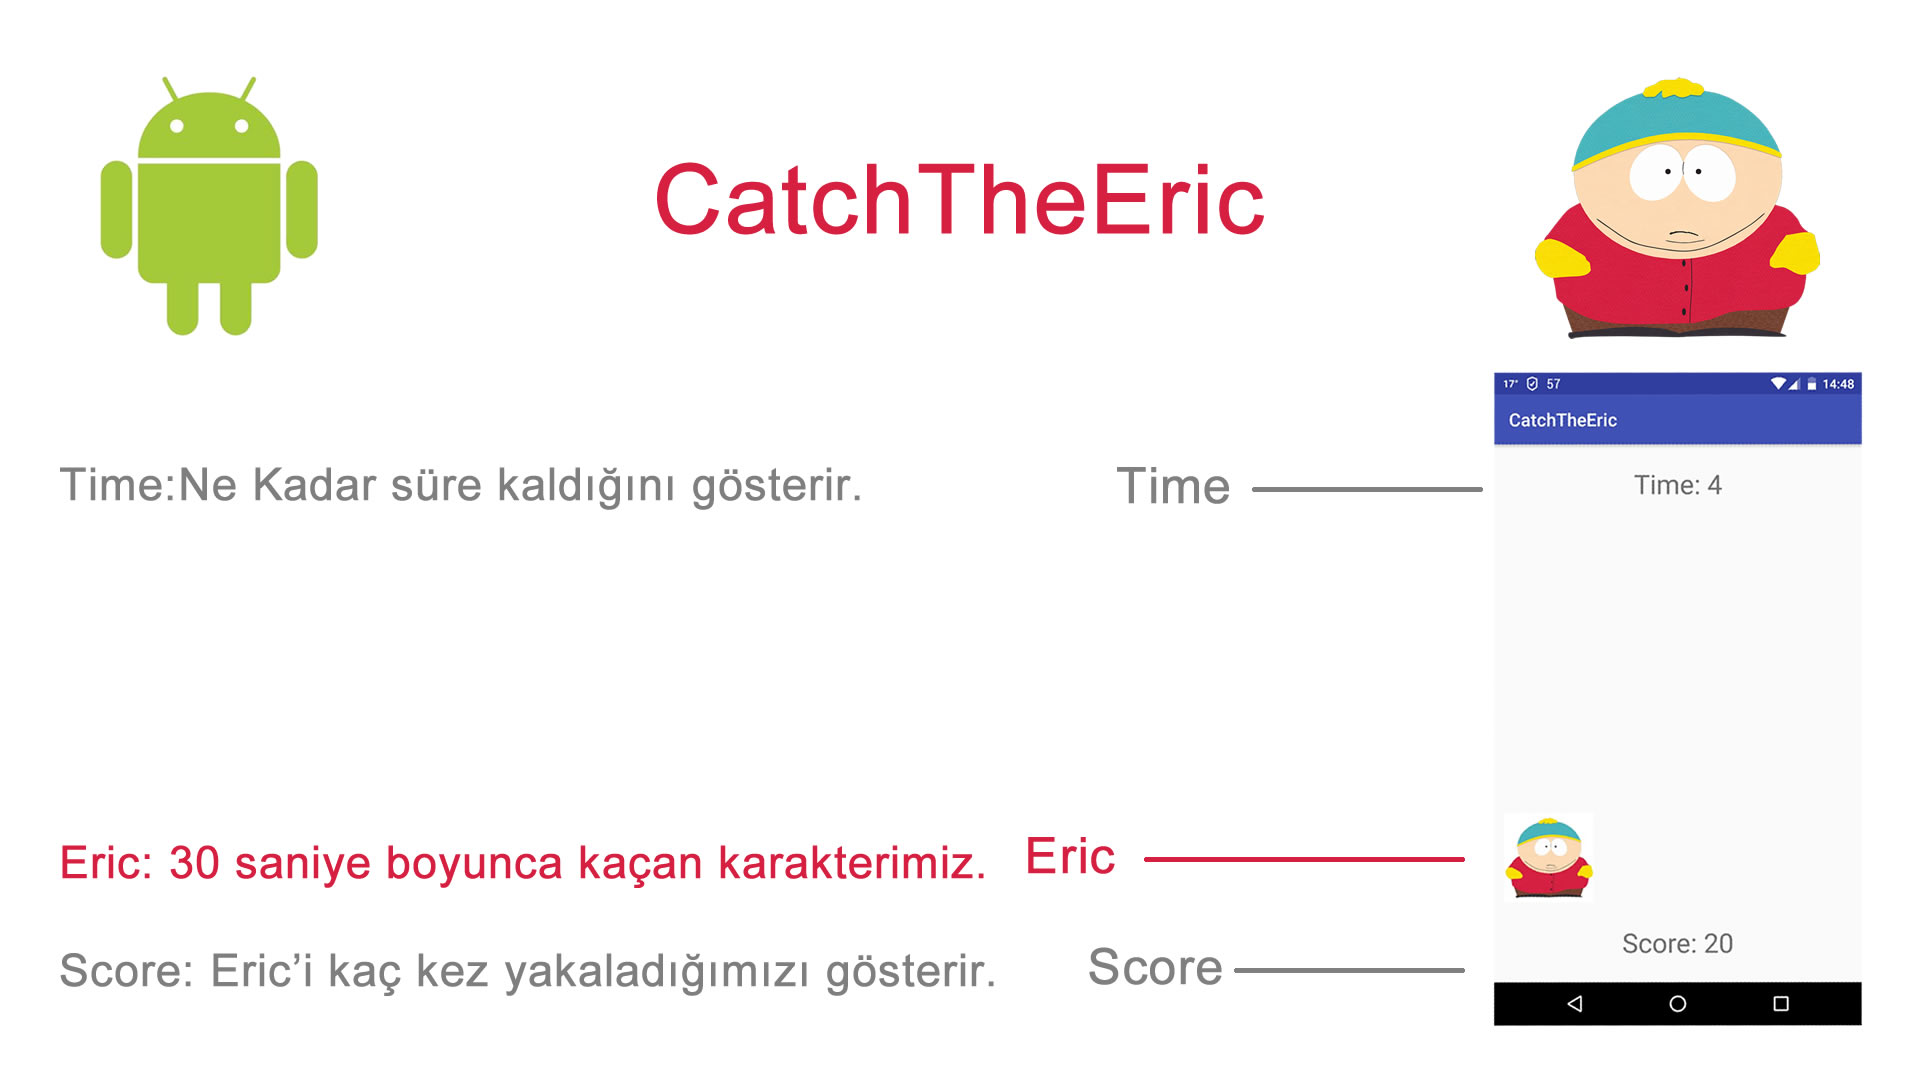 CatchTheEric
17° 57 14:48
CatchTheEric
Time:Ne Kadar süre kaldığını gösterir.
Time
Time: 4
Eric: 30 saniye boyunca kaçan karakterimiz.
Eric
Score: Eric’i kaç kez yakaladığımızı gösterir.
Score
Score: 20